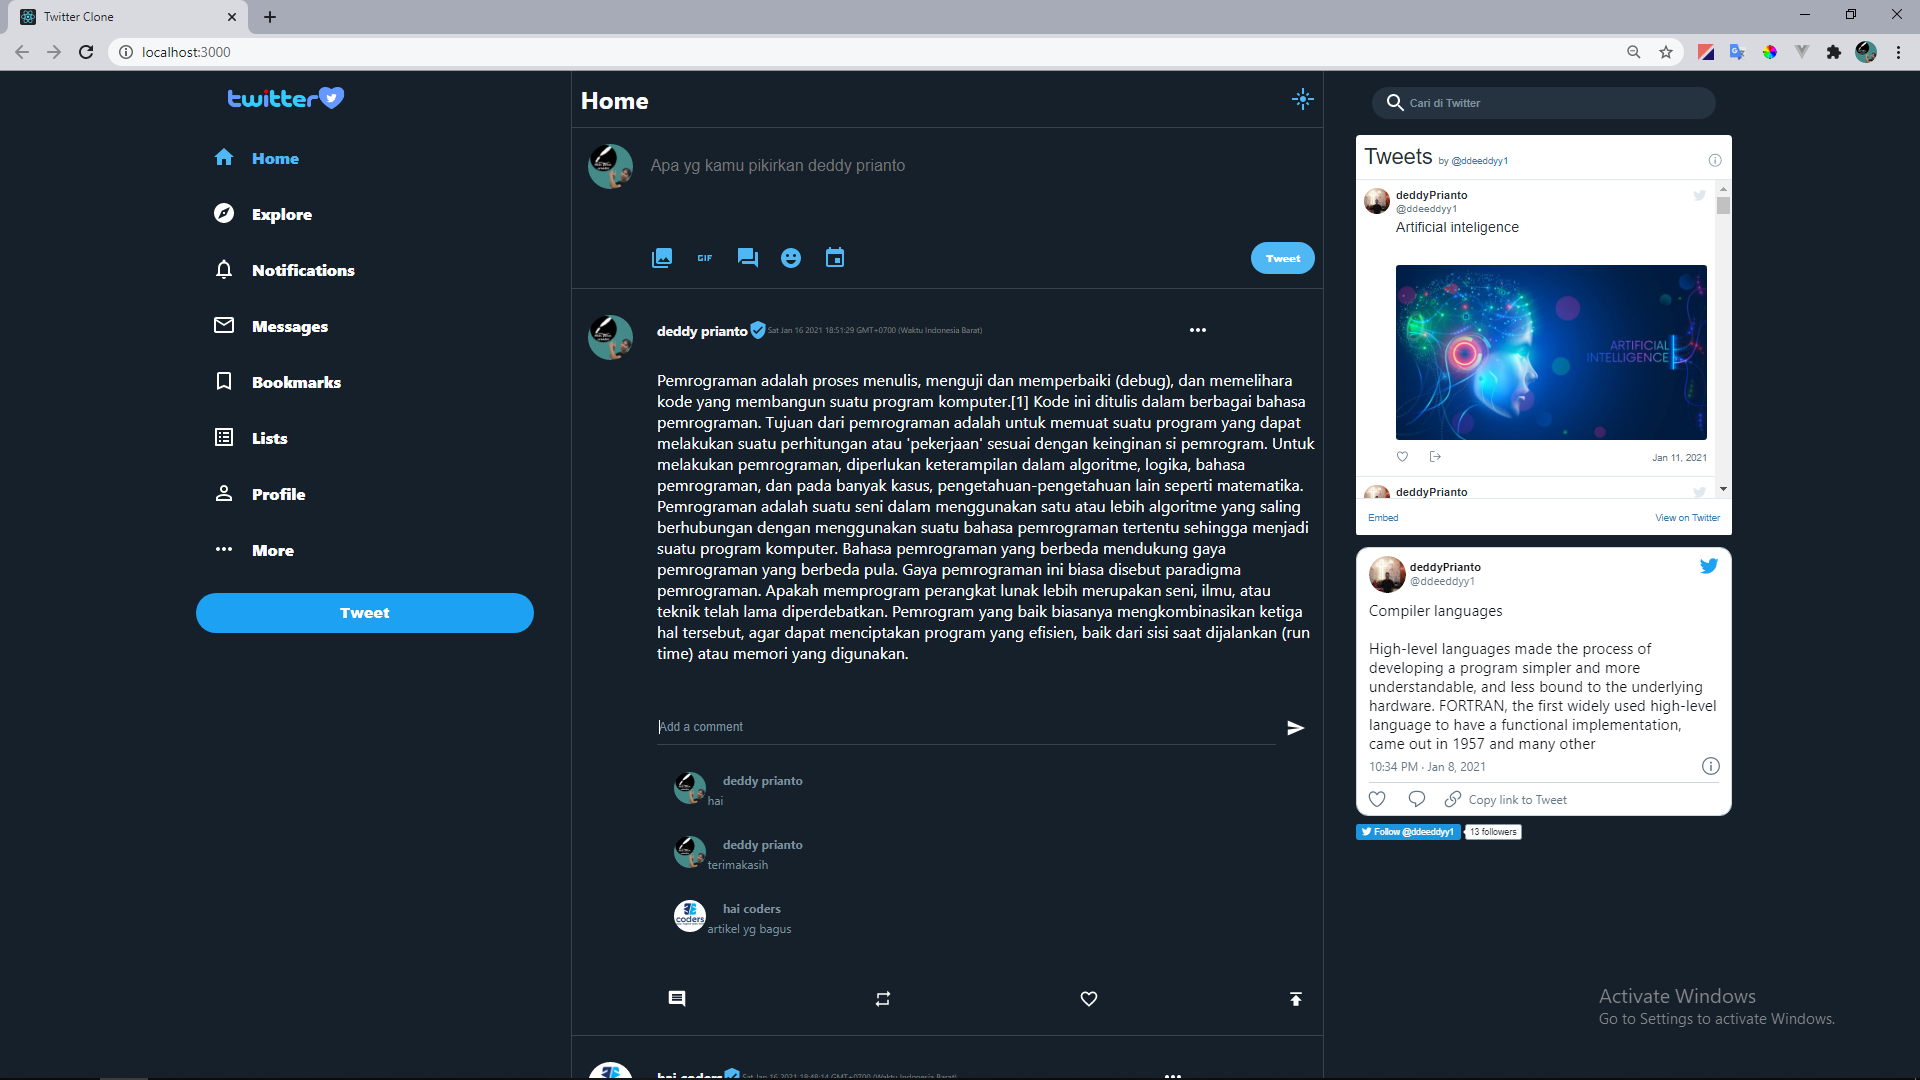 Twitter Clone
localhost:3000
twitter
Home
Explore
Notifications
Messages
Bookmarks
Lists
Profile
More
Tweet
Home
Apa yg kamu pikirkan deddy prianto
GIF
Tweet
deddy prianto Sat Jan 16 2021 18:51:29 GMT+0700 (Waktu Indonesia Barat)
Pemrograman adalah proses menulis, menguji dan memperbaiki (debug), dan memelihara
kode yang membangun suatu program komputer.[1] Kode ini ditulis dalam berbagai bahasa
pemrograman. Tujuan dari pemrograman adalah untuk memuat suatu program yang dapat
melakukan suatu perhitungan atau 'pekerjaan' sesuai dengan keinginan si pemrogram. Untuk
melakukan pemrograman, diperlukan keterampilan dalam algoritme, logika, bahasa
pemrograman, dan pada banyak kasus, pengetahuan-pengetahuan lain seperti matematika.
Pemrograman adalah suatu seni dalam menggunakan satu atau lebih algoritme yang saling
berhubungan dengan menggunakan suatu bahasa pemrograman tertentu sehingga menjadi
suatu program komputer. Bahasa pemrograman yang berbeda mendukung gaya
pemrograman yang berbeda pula. Gaya pemrograman ini biasa disebut paradigma
pemrograman. Apakah memprogram perangkat lunak lebih merupakan seni, ilmu, atau
teknik telah lama diperdebatkan. Pemrogram yang baik biasanya mengkombinasikan ketiga
hal tersebut, agar dapat menciptakan program yang efisien, baik dari sisi saat dijalankan (run
time) atau memori yang digunakan.
Add a comment
deddy prianto
hai
deddy prianto
terimakasih
coders
hai coders
artikel yg bagus
hai coders Sat Jan 16 2021 18:48:14 GMT+0700 (Waktu Indonesia Barat)
Cari di Twitter
Tweets by @ddeeddyy1
deddyPrianto
@ddeeddyy1
Artificial inteligence
ARTIFICIAL
INTELLIGENCE
Jan 11, 2021
deddyPrianto
Embed
View on Twitter
deddyPrianto
@ddeeddyy1
Compiler languages
High-level languages made the process of
developing a program simpler and more
understandable, and less bound to the underlying
hardware. FORTRAN, the first widely used high-level
language to have a functional implementation,
came out in 1957 and many other
10:34 PM · Jan 8, 2021
Copy link to Tweet
Follow @ddeeddyy1
13 followers
Activate Windows
Go to Settings to activate Windows.